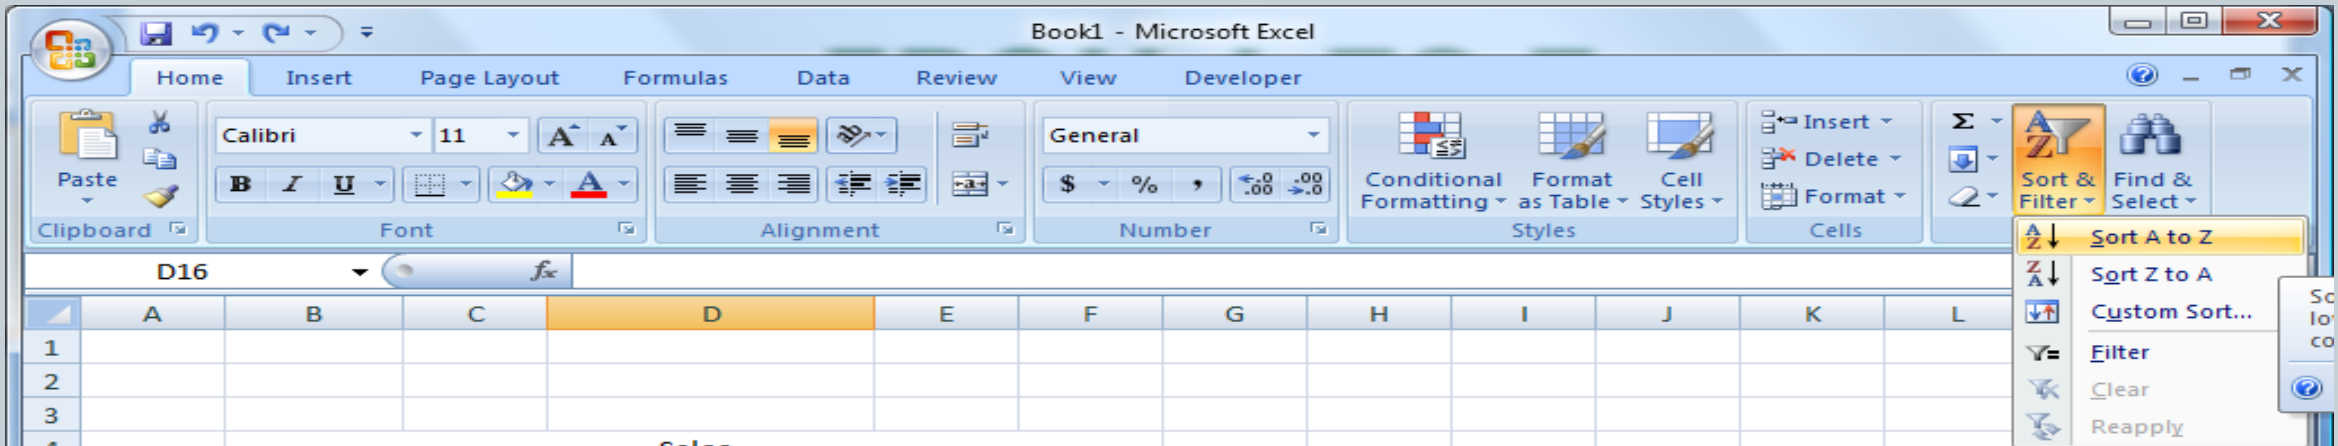 Book1 - Microsoft Excel
Home Insert Page Layout Formulas Data Review View Developer
Paste
Clipboard
Calibri 11
B I U
Font
Alignment
General
$ % ,
Number
Conditional Formatting
Format as Table
Cell Styles
Styles
Insert
Delete
Format
Cells
Σ
Sort & Filter
Find & Select
Sort A to Z
Sort Z to A
Custom Sort...
Filter
Clear
Reapply
D16
fx
A B C D E F G H I J K L
1
2
3